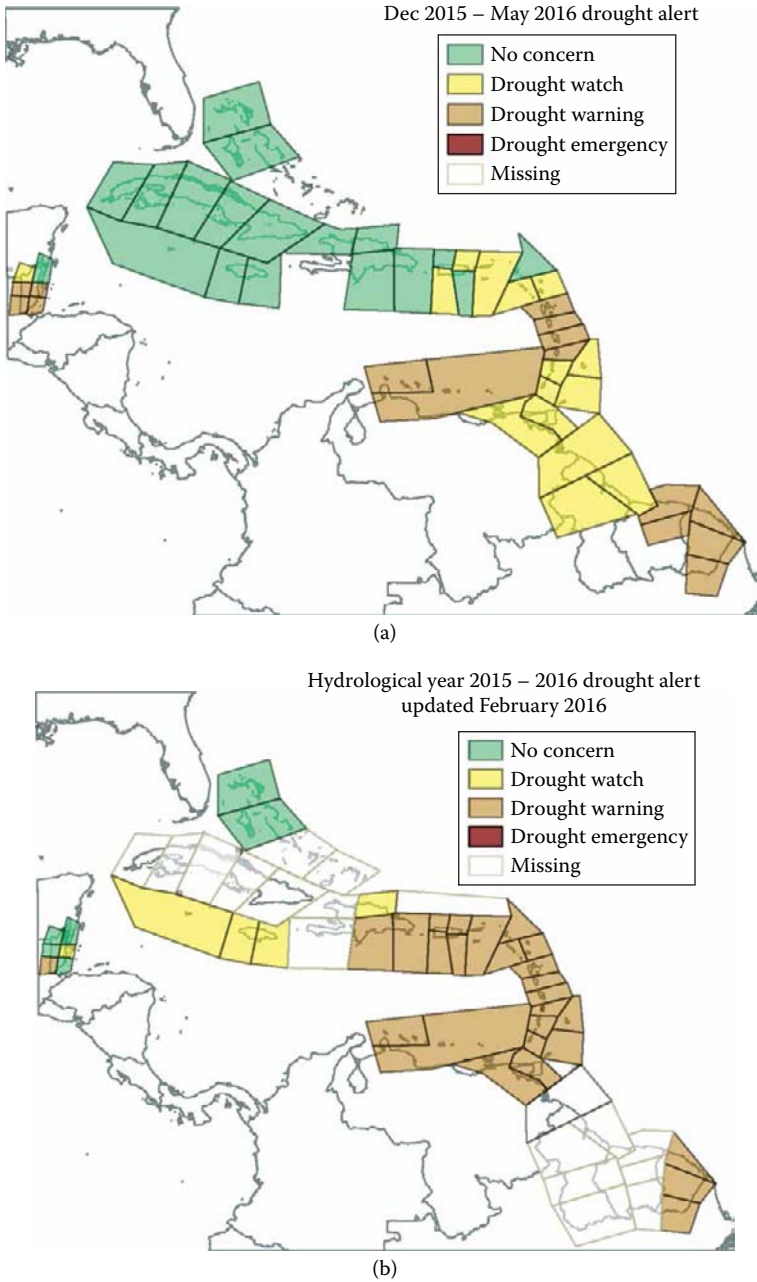 Dec 2015 – May 2016 drought alert
No concern
Drought watch
Drought warning
Drought emergency
Missing
(a)
Hydrological year 2015 – 2016 drought alert
updated February 2016
No concern
Drought watch
Drought warning
Drought emergency
Missing
(b)